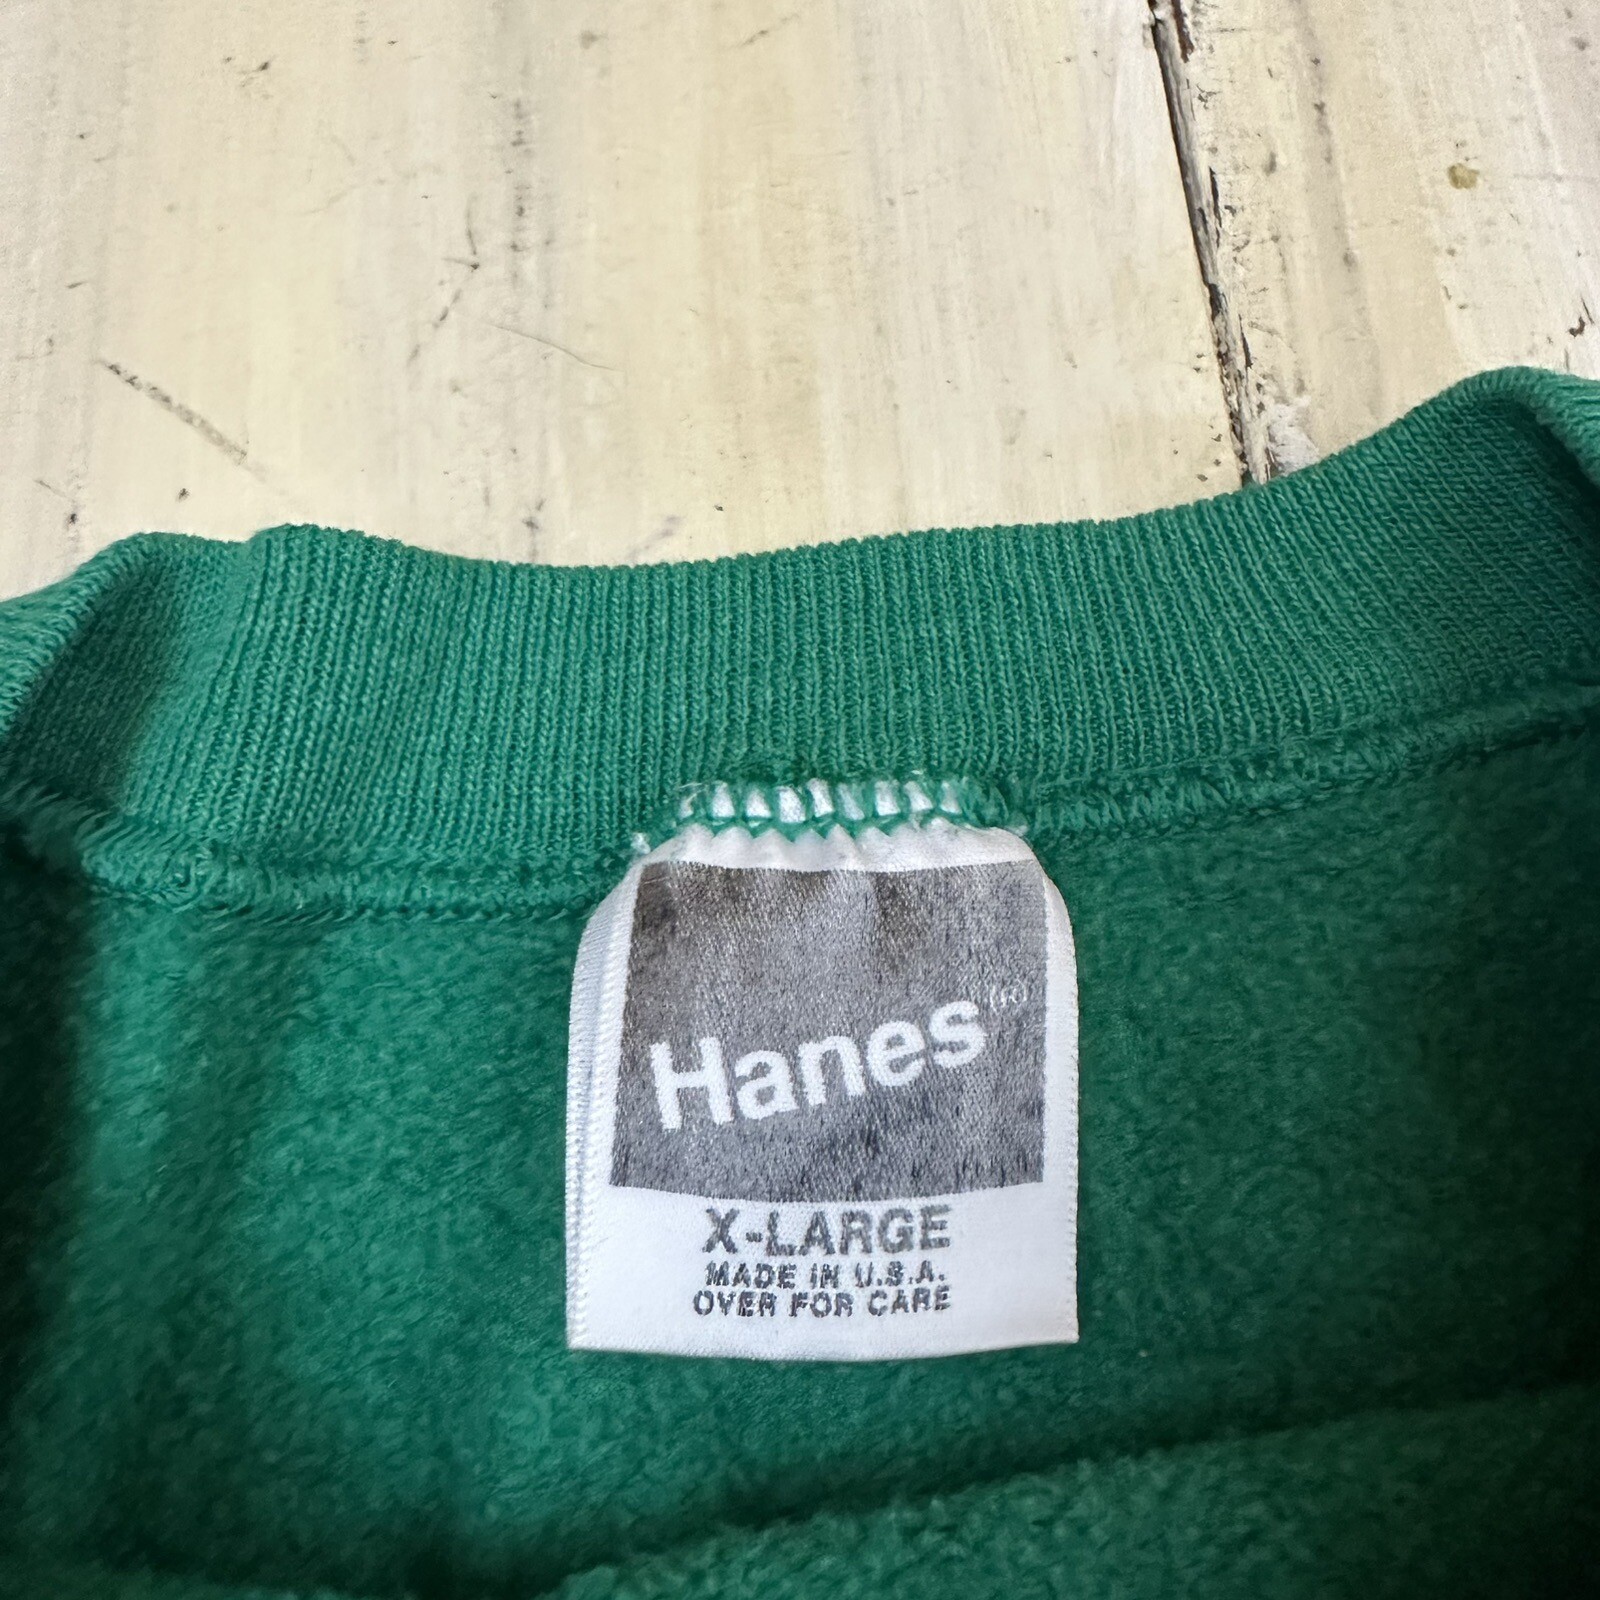 Hanes®
X-LARGE
MADE IN U.S.A.
OVER FOR CARE